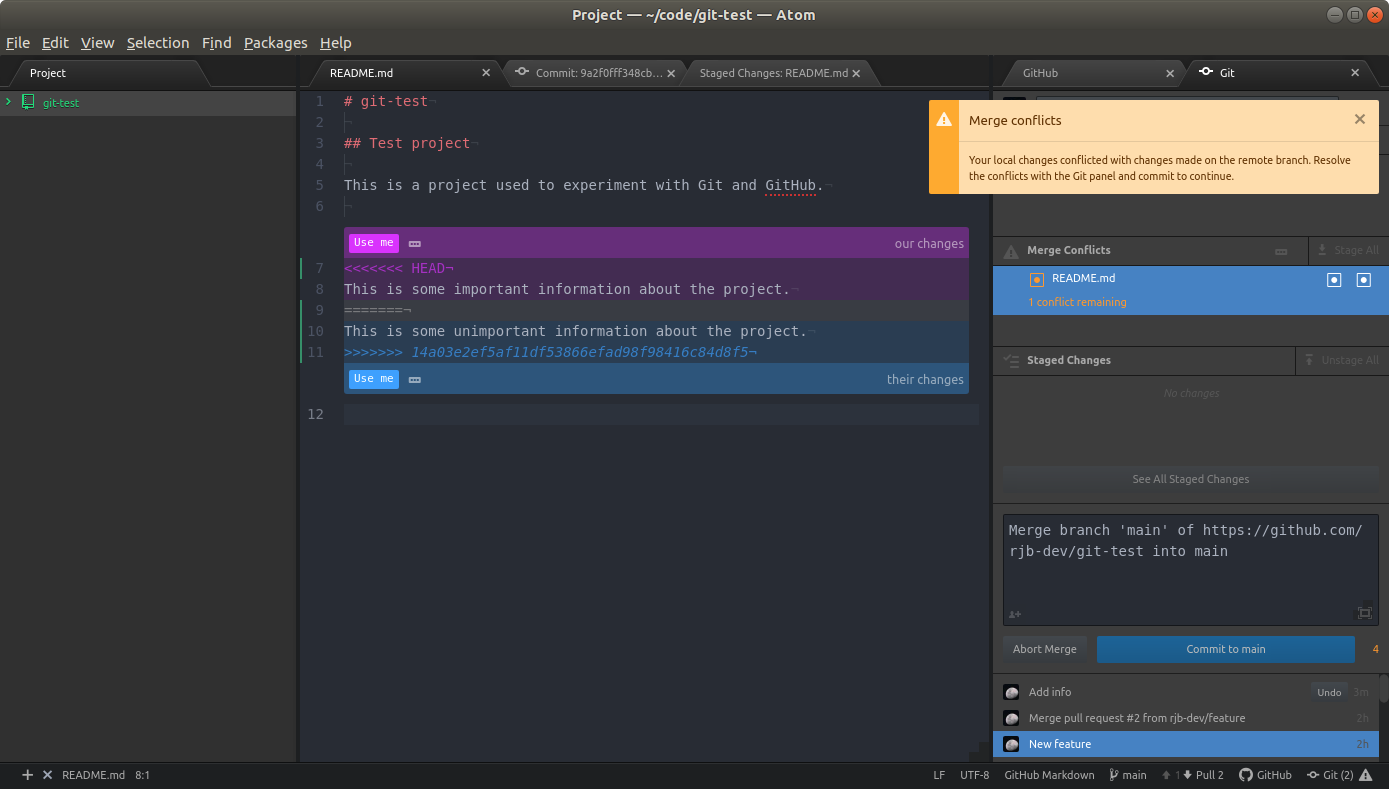 Project — ~/code/git-test — Atom
File Edit View Selection Find Packages Help
Project
README.md
Commit: 9a2f0fff348cb...
Staged Changes: README.md
GitHub
Git
git-test
1 # git-test¬
2 ¬
3 ## Test project¬
4 ¬
5 This is a project used to experiment with Git and GitHub.¬
6 ¬
Use me our changes
7 <<<<<<< HEAD¬
8 This is some important information about the project.¬
9 =======¬
10 This is some unimportant information about the project.¬
11 >>>>>>> 14a03e2ef5af11df53866efad98f98416c84d8f5¬
Use me their changes
12
Merge conflicts
Your local changes conflicted with changes made on the remote branch. Resolve
the conflicts with the Git panel and commit to continue.
Merge Conflicts Stage All
README.md
1 conflict remaining
Staged Changes Unstage All
No changes
See All Staged Changes
Merge branch 'main' of https://github.com/
rjb-dev/git-test into main
Abort Merge Commit to main 4
Add info Undo 3m
Merge pull request #2 from rjb-dev/feature 2h
New feature 2h
README.md 8:1 LF UTF-8 GitHub Markdown main 1 Pull 2 GitHub Git (2)